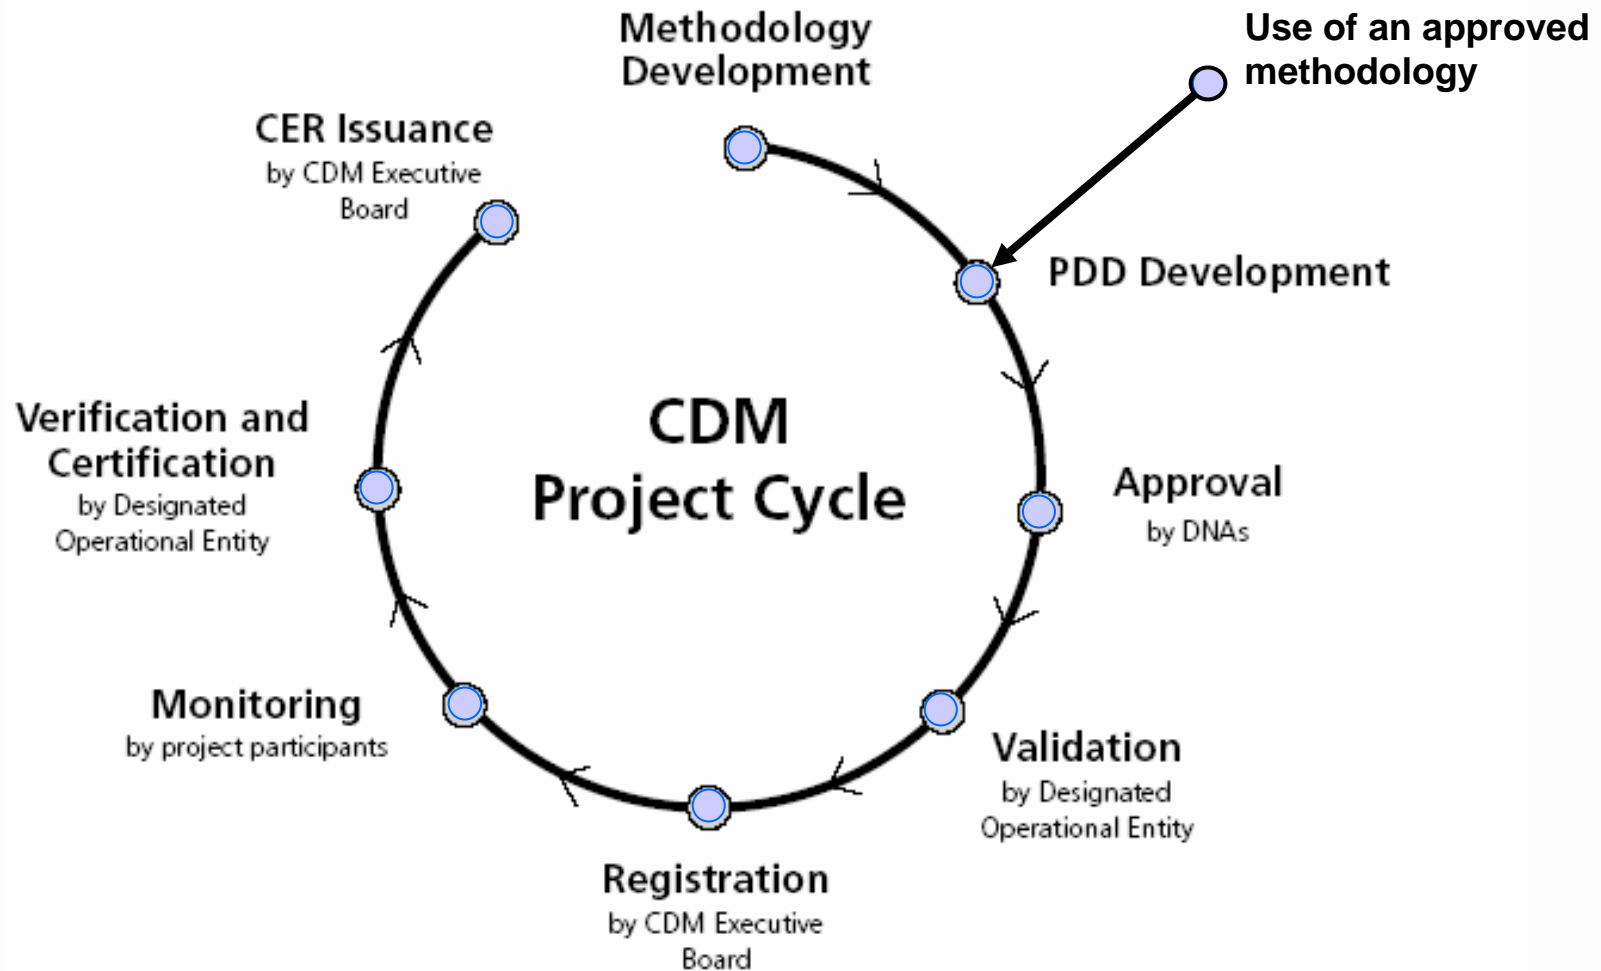 Methodology
Development
Use of an approved
methodology
CER Issuance
by CDM Executive
Board
PDD Development
CDM
Project Cycle
Verification and
Certification
by Designated
Operational Entity
Approval
by DNAs
Monitoring
by project participants
Validation
by Designated
Operational Entity
Registration
by CDM Executive
Board